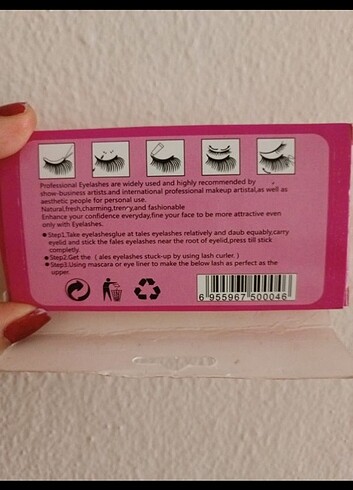 Professional Eyelashes are widely used and highly recommended by
show-business artists.and international professional makeup artistal,as well as
aesthetic people for personal use.
Natural,fresh,charming,trenry,and fashionable
Enhance your confidence everyday,fine your face to be more attractive even
only with Eyelashes.
●Step1,Take eyelashesglue at tales eyelashes relatively and daub equably,carry
eyelid and stick the fales eyelashes near the root of eyelid,press till stick
completly.
●Step2.Get the ( ales eyelashes stuck-up by using lash curler. )
●Step3.Using mascara or eye liner to make the below lash as perfect as the
upper.
6 955967 500046